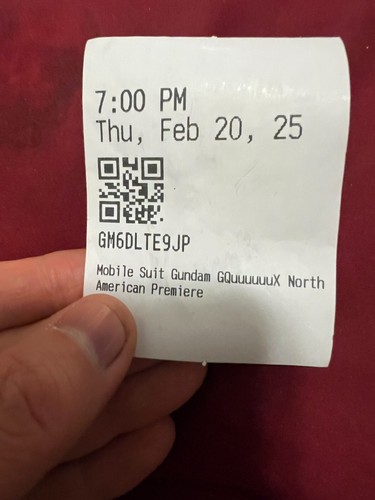 7:00 PM
Thu, Feb 20, 25
GM6DLTE9JP
Mobile Suit Gundam GQuuuuuuX North
American Premiere